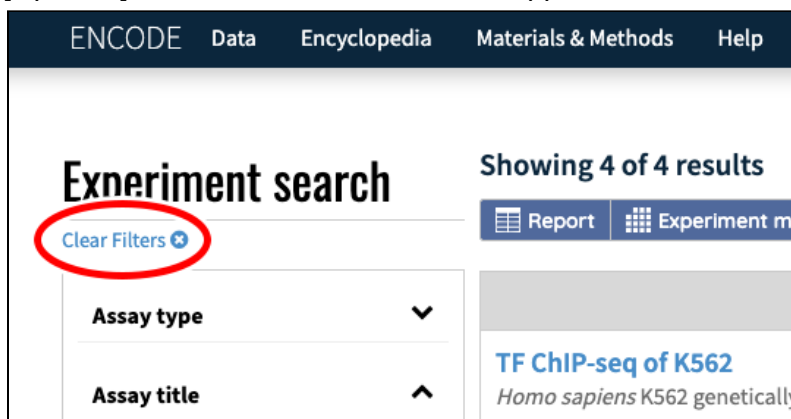 ENCODE Data Encyclopedia Materials & Methods Help
Experiment search
Clear Filters
Assay type
Assay title
Showing 4 of 4 results
Report Experiment m
TF ChIP-seq of K562
Homo sapiens K562 genetically